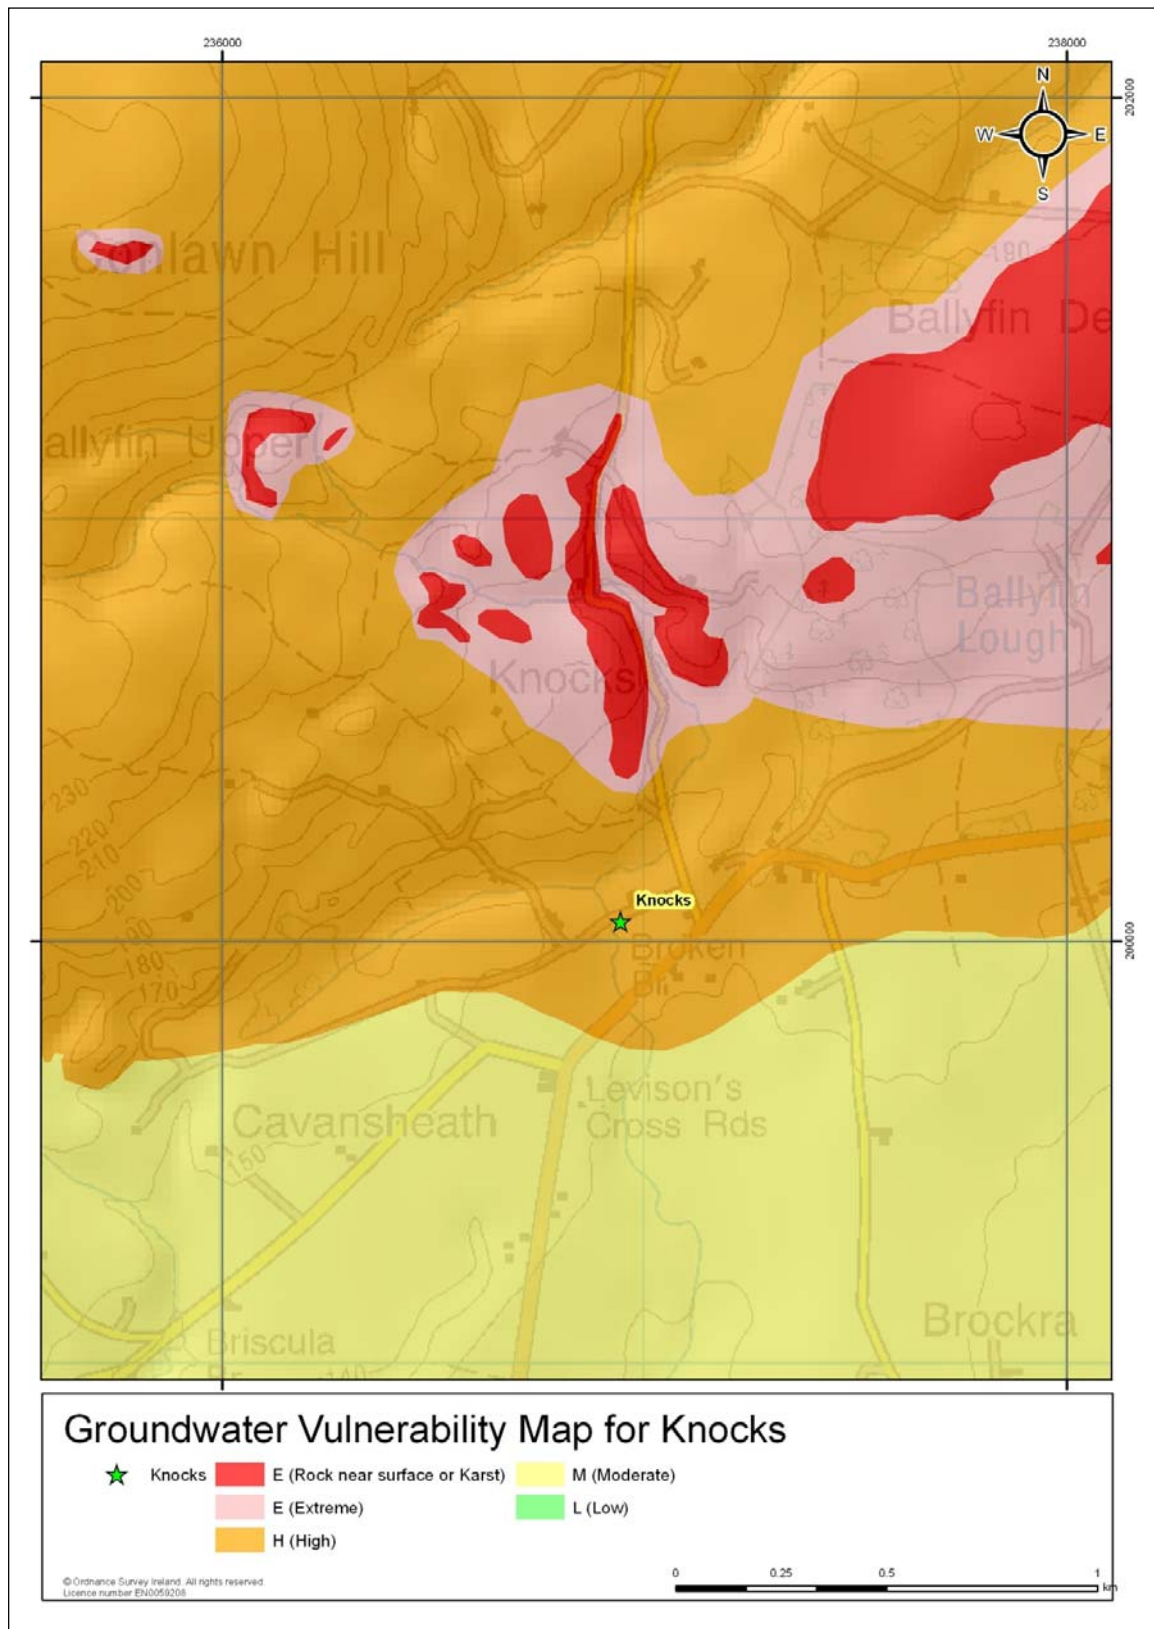 236000
238000
N
W E
S
202000
Conlawn Hill
190
Ballyfin De
allyfin Upper
Ballyfin
Lough
Knocks
230
220
210
200
190
180
170
Knocks
Broken
Br.
200000
Levison's
Cross Rds
Cavansheath
150
Brockra
Briscula
Br
140
Groundwater Vulnerability Map for Knocks
Knocks
E (Rock near surface or Karst)
M (Moderate)
E (Extreme)
L (Low)
H (High)
© Ordnance Survey Ireland. All rights reserved.
Licence number EN0059208
0 0.25 0.5 1
km